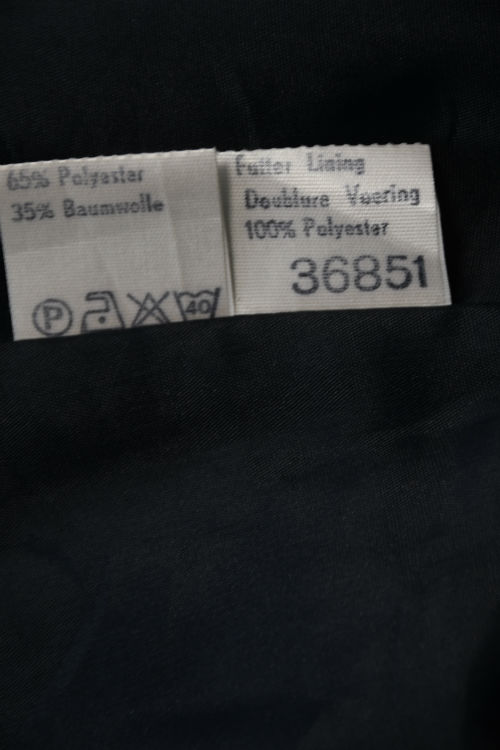 65% Polyester
35% Baumwolle
P 40
Futter Lining
Doublure Voering
100% Polyester
36851